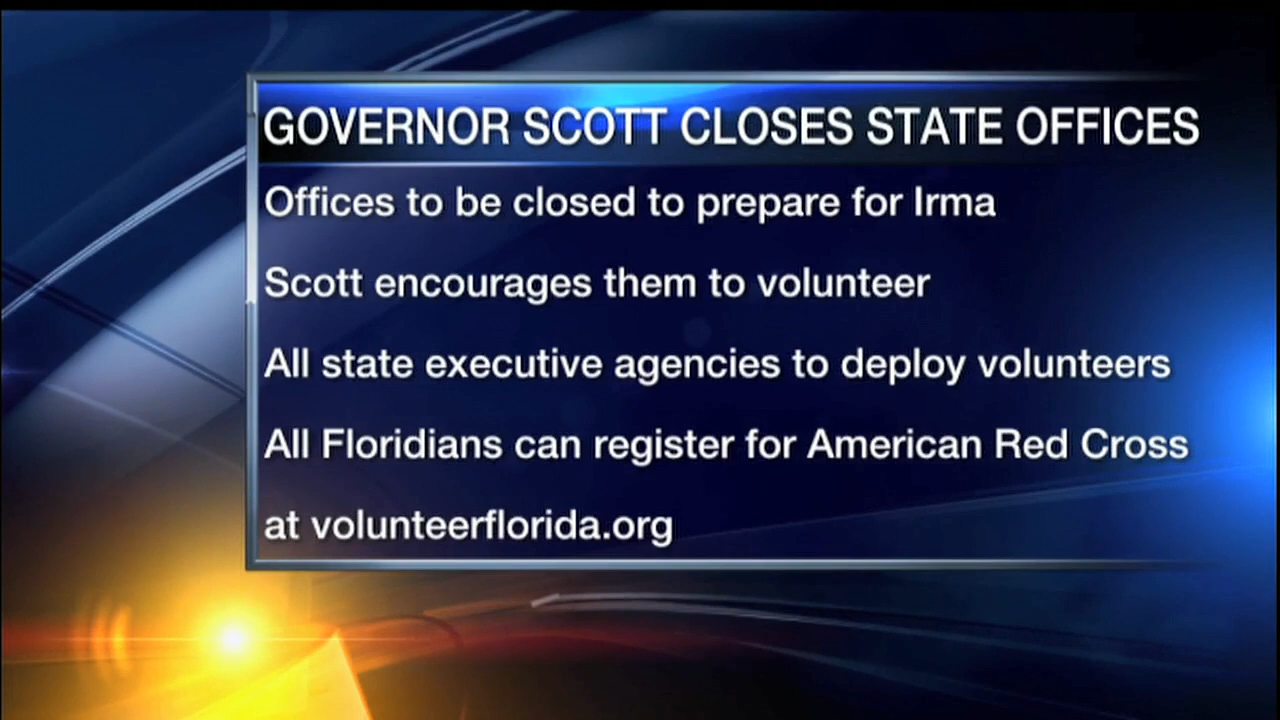 GOVERNOR SCOTT CLOSES STATE OFFICES
Offices to be closed to prepare for Irma
Scott encourages them to volunteer
All state executive agencies to deploy volunteers
All Floridians can register for American Red Cross
at volunteerflorida.org